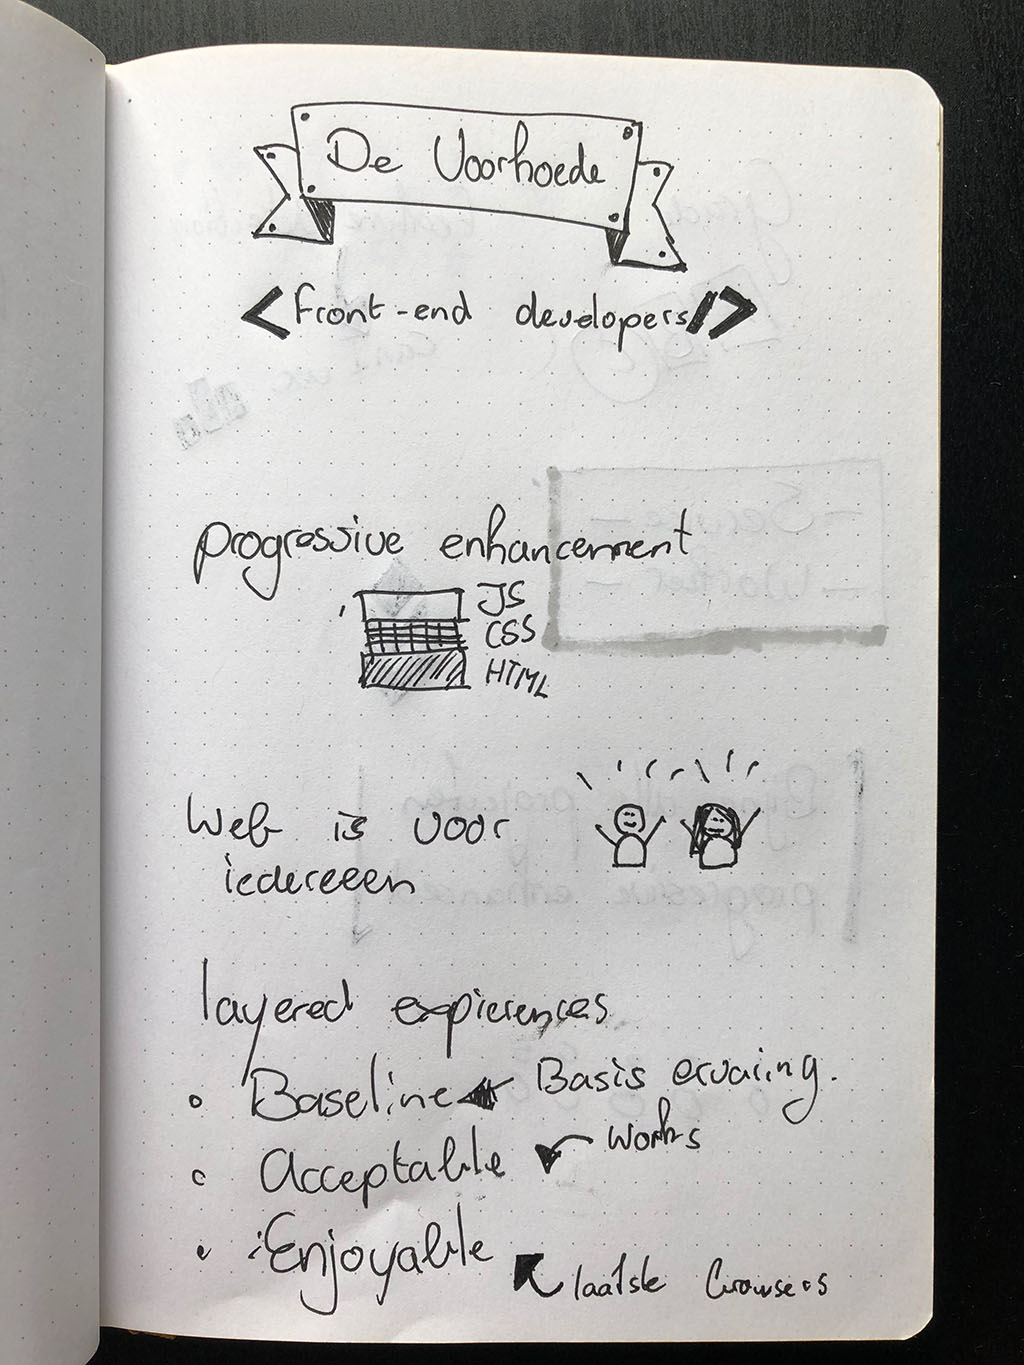 De Voorhoede
<front-end developers/>
progressive enhancement
JS
CSS
HTML
Web is voor
iedereeen
layered expierences
Baseline Basis ervaring.
Acceptable works
Enjoyable
laatste browsers